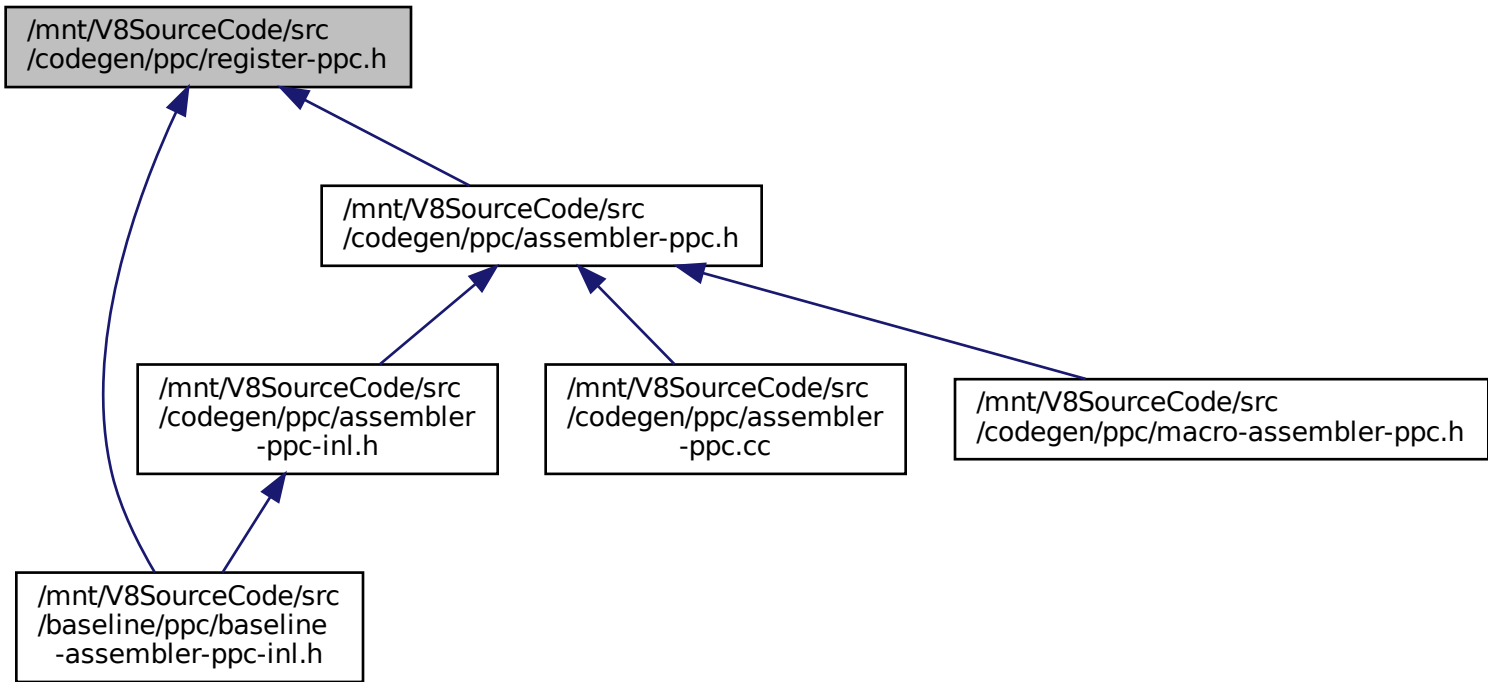 /mnt/V8SourceCode/src
/codegen/ppc/register-ppc.h
/mnt/V8SourceCode/src
/codegen/ppc/assembler-ppc.h
/mnt/V8SourceCode/src
/codegen/ppc/assembler
-ppc-inl.h
/mnt/V8SourceCode/src
/codegen/ppc/assembler
-ppc.cc
/mnt/V8SourceCode/src
/codegen/ppc/macro-assembler-ppc.h
/mnt/V8SourceCode/src
/baseline/ppc/baseline
-assembler-ppc-inl.h